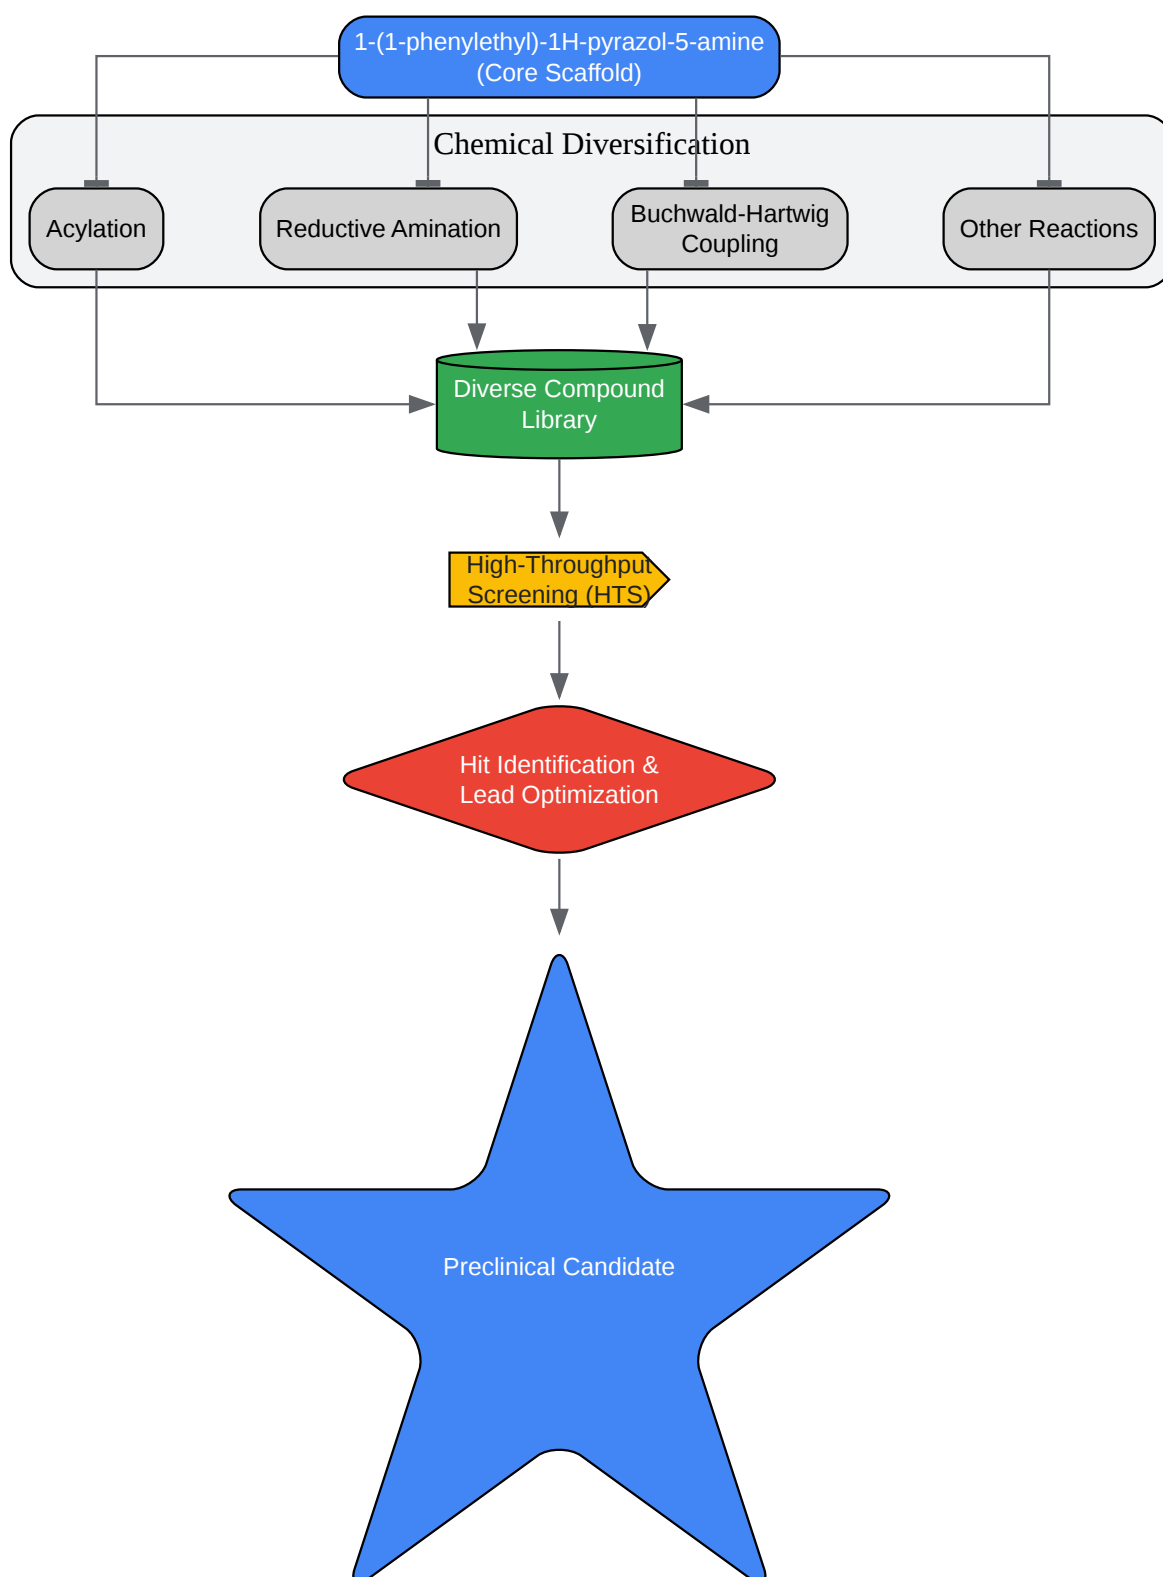 1-(1-phenylethyl)-1H-pyrazol-5-amine
(Core Scaffold)
Chemical Diversification
Acylation
Reductive Amination
Buchwald-Hartwig
Coupling
Other Reactions
Diverse Compound
Library
High-Throughput
Screening (HTS)
Hit Identification &
Lead Optimization
Preclinical Candidate